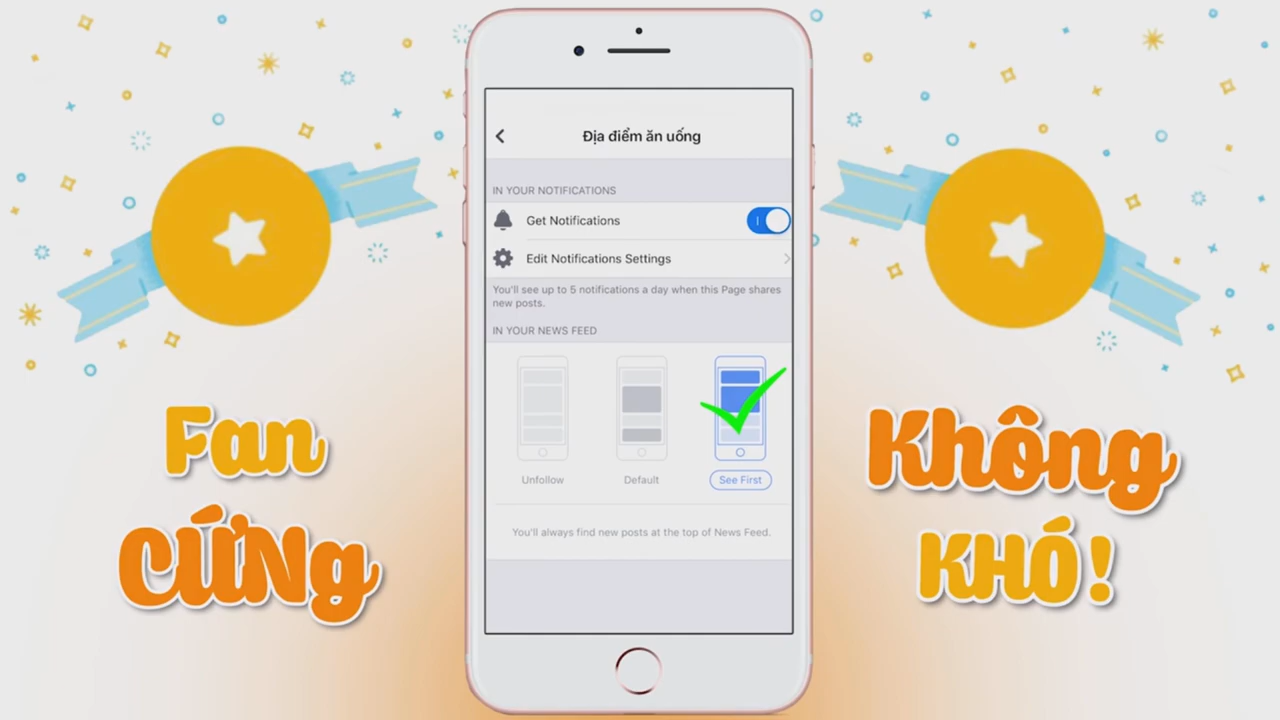 Địa điểm ăn uống
IN YOUR NOTIFICATIONS
Get Notifications
Edit Notifications Settings
You'll see up to 5 notifications a day when this Page shares
new posts.
IN YOUR NEWS FEED
Unfollow
Default
See First
You'll always find new posts at the top of News Feed.
Fan
CỨNg
Không
KHÓ!